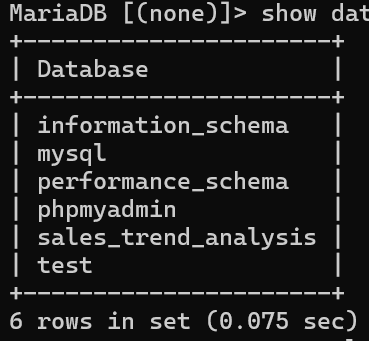 MariaDB [(none)]> show dat
+----------------------+
| Database             |
+----------------------+
| information_schema   |
| mysql                |
| performance_schema   |
| phpmyadmin           |
| sales_trend_analysis |
| test                 |
+----------------------+
6 rows in set (0.075 sec)